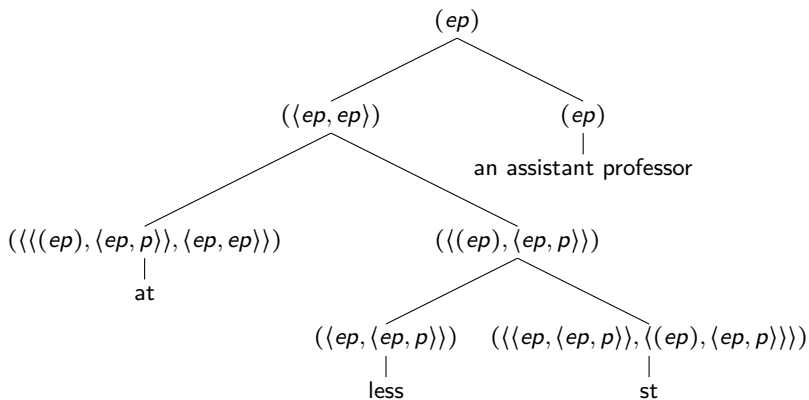 (ep)
(⟨ep, ep⟩) (ep)
an assistant professor
(⟨⟨(ep), ⟨ep, p⟩⟩, ⟨ep, ep⟩⟩) (⟨(ep), ⟨ep, p⟩⟩)
at
(⟨ep, ⟨ep, p⟩⟩) (⟨⟨ep, ⟨ep, p⟩⟩, ⟨(ep), ⟨ep, p⟩⟩⟩)
less st